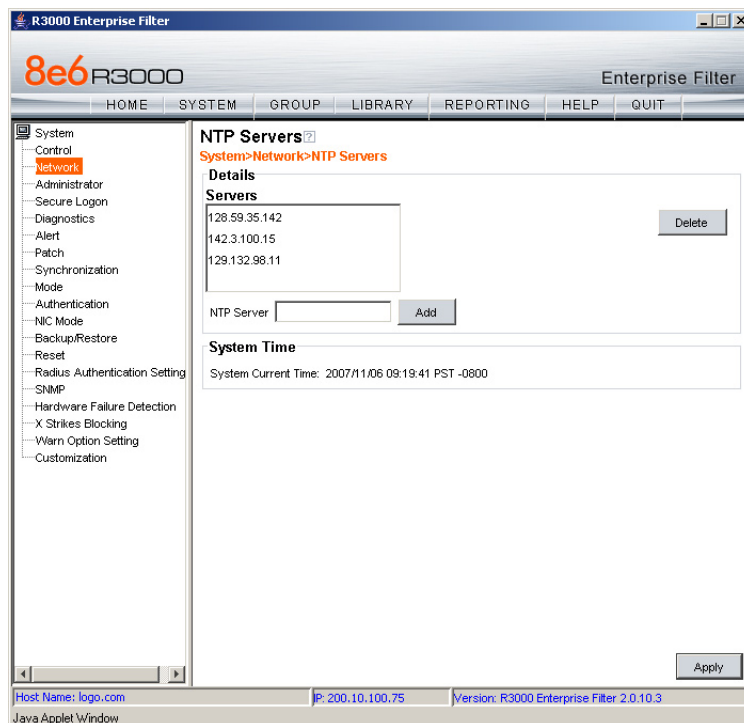 R3000 Enterprise Filter
8e6 R3000
Enterprise Filter
HOME SYSTEM GROUP LIBRARY REPORTING HELP QUIT
System
Control
Network
Administrator
Secure Logon
Diagnostics
Alert
Patch
Synchronization
Mode
Authentication
NIC Mode
Backup/Restore
Reset
Radius Authentication Setting
SNMP
Hardware Failure Detection
X Strikes Blocking
Warn Option Setting
Customization
NTP Servers ?
System>Network>NTP Servers
Details
Servers
128.59.35.142
142.3.100.15
129.132.98.11
Delete
NTP Server
Add
System Time
System Current Time: 2007/11/06 09:19:41 PST -0800
Apply
Host Name: logo.com
IP: 200.10.100.75
Version: R3000 Enterprise Filter 2.0.10.3
Java Applet Window